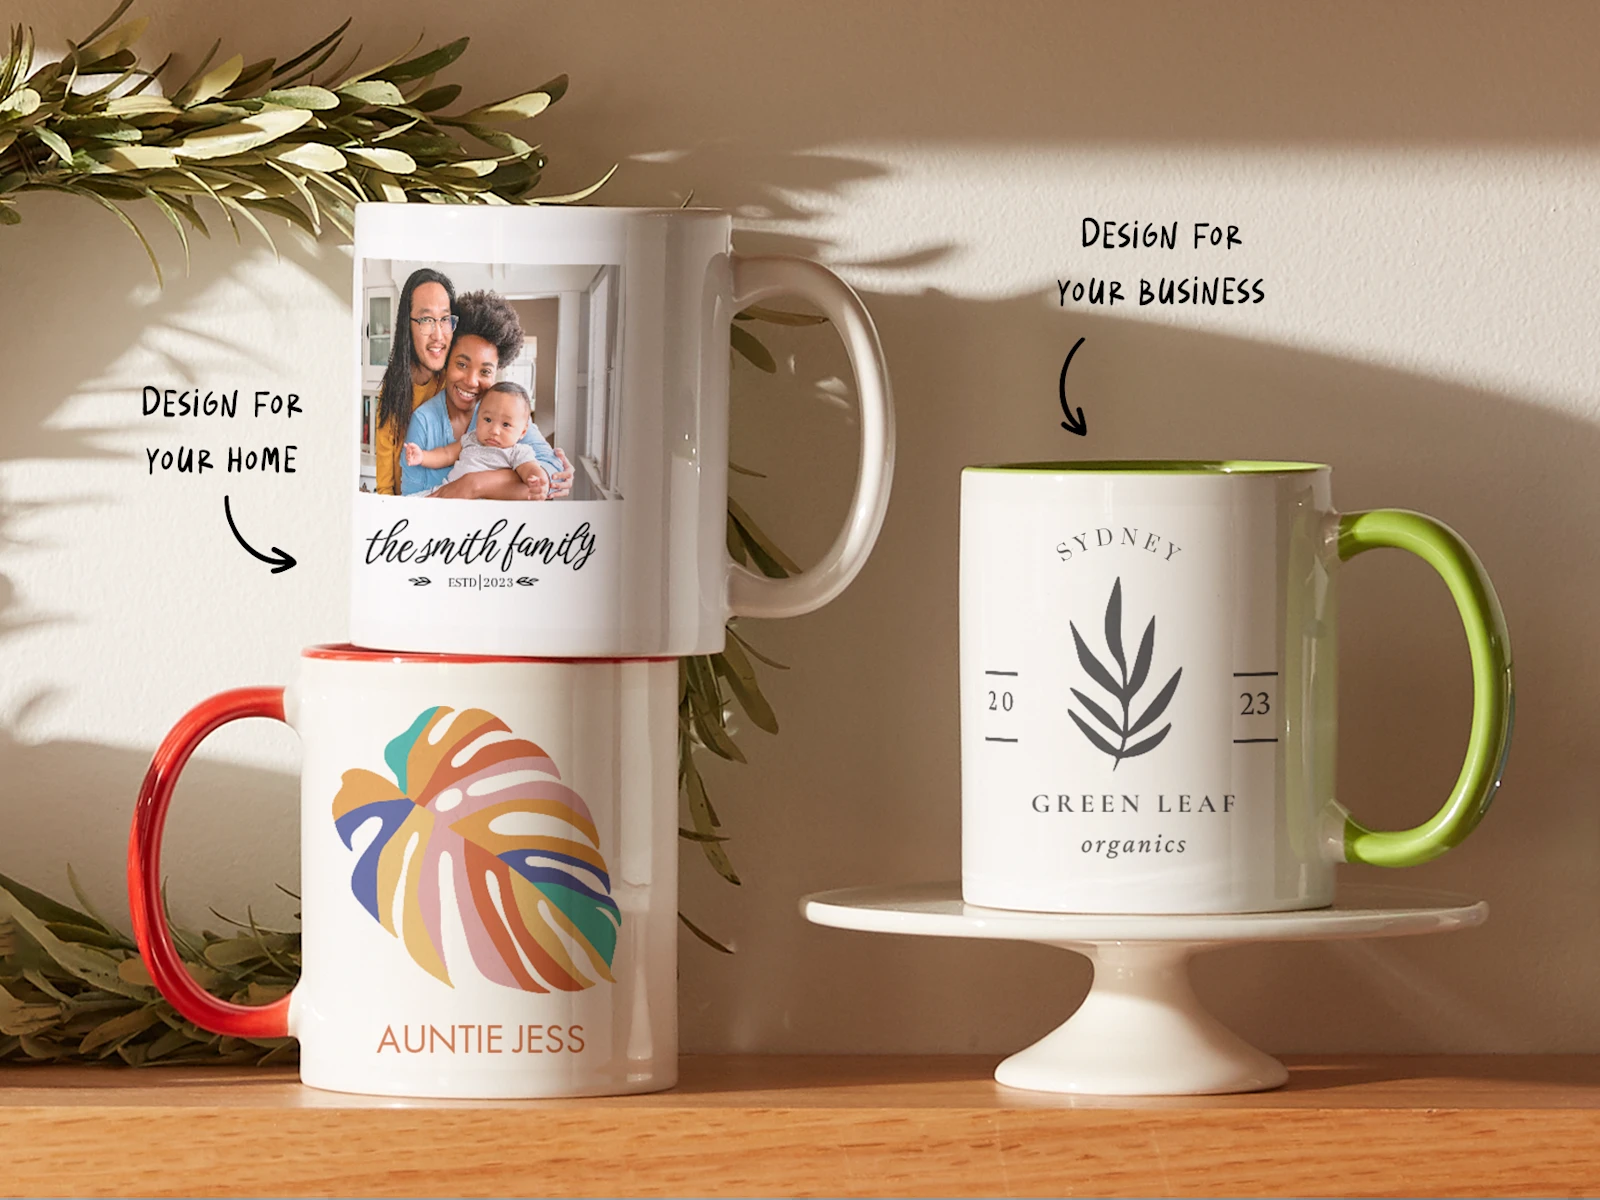 DESIGN FOR
YOUR HOME
the smith family
ESTD|2023
AUNTIE JESS
DESIGN FOR
YOUR BUSINESS
SYDNEY
20 23
GREEN LEAF
organics